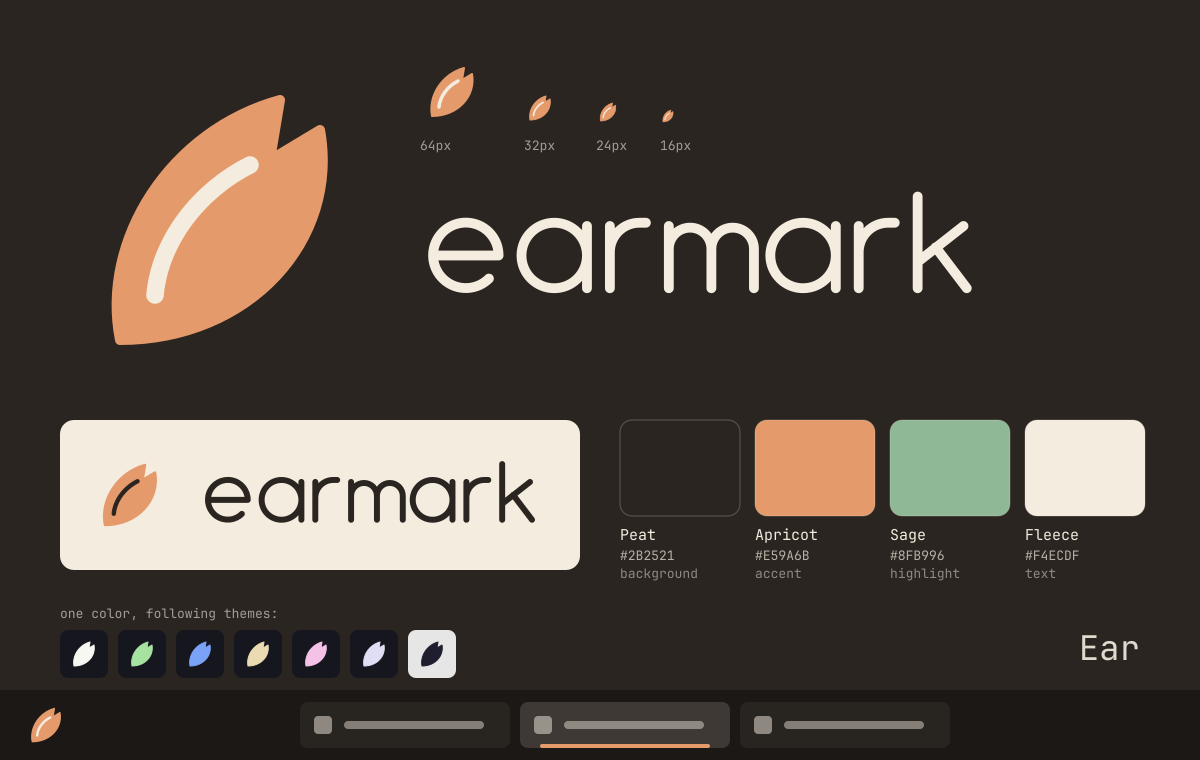 64px 32px 24px 16px
earmark
earmark
Peat Apricot Sage Fleece
#2B2521 #E59A6B #8FB996 #F4ECDF
background accent highlight text
one color, following themes:
Ear